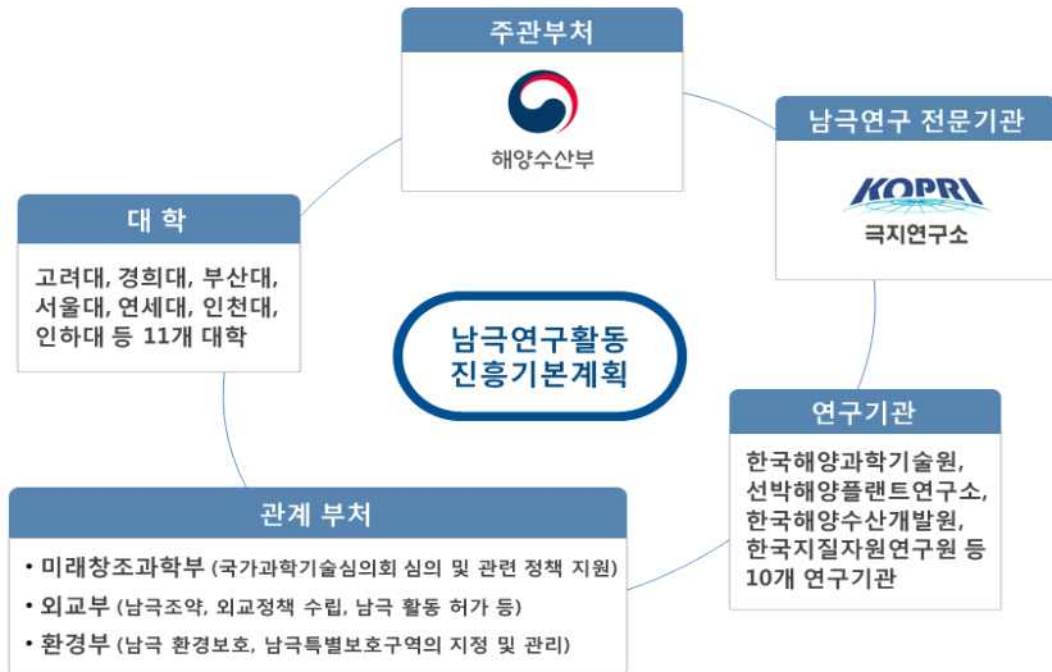 주관부처
해양수산부
남극연구 전문기관
KOPRI
극지연구소
대 학
고려대, 경희대, 부산대,
서울대, 연세대, 인천대,
인하대 등 11개 대학
남극연구활동
진흥기본계획
연구기관
한국해양과학기술원,
선박해양플랜트연구소,
한국해양수산개발원,
한국지질자원연구원 등
10개 연구기관
관계 부처
• 미래창조과학부 (국가과학기술심의회 심의 및 관련 정책 지원)
• 외교부 (남극조약, 외교정책 수립, 남극 활동 허가 등)
• 환경부 (남극 환경보호, 남극특별보호구역의 지정 및 관리)